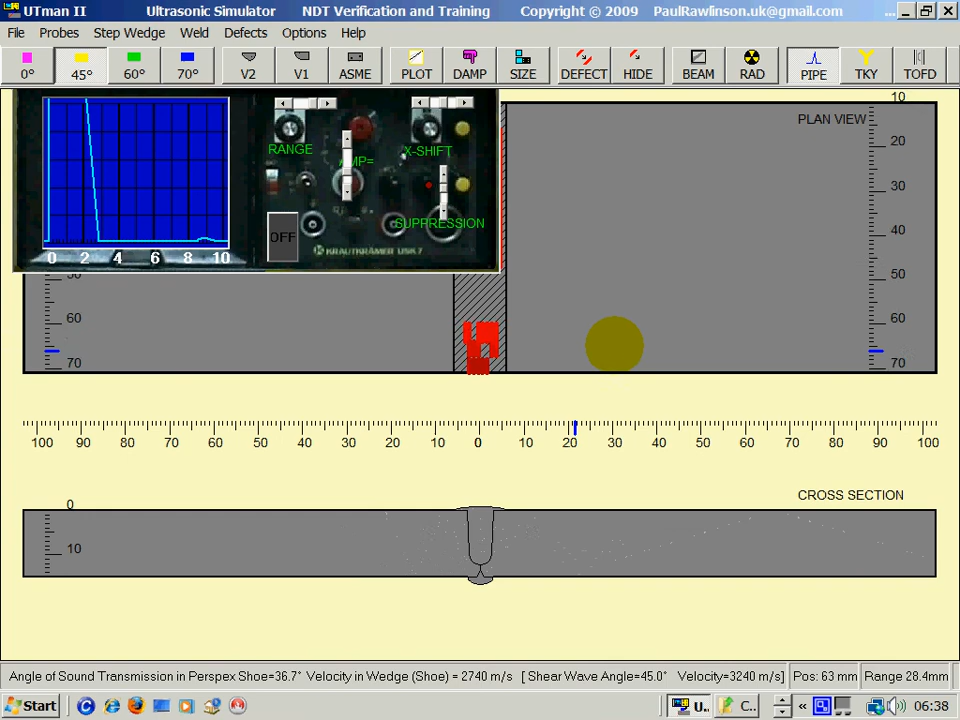 UTman II Ultrasonic Simulator NDT Verification and Training Copyright © 2009 PaulRawlinson.uk@gmail.com ...
File Probes Step Wedge Weld Defects Options Help
0° 45° 60° 70° V2 V1 ASME PLOT DAMP SIZE DEFECT HIDE BEAM RAD PIPE TKY TOFD
10
PLAN VIEW
20
RANGE X-SHIFT
AMP=
30
SUPPRESSION
40
OFF
KRAUTKRÄMER USK7
0 2 4 6 8 10
50 50
60 60
70 70
100 90 80 70 60 50 40 30 20 10 0 10 20 30 40 50 60 70 80 90 100
CROSS SECTION
0
10
Angle of Sound Transmission in Perspex Shoe=36.7° Velocity in Wedge (Shoe) = 2740 m/s [ Shear Wave Angle=45.0° Velocity=3240 m/s] Pos: 63 mm Range 28.4mm
Start U.. C.. « 06:38